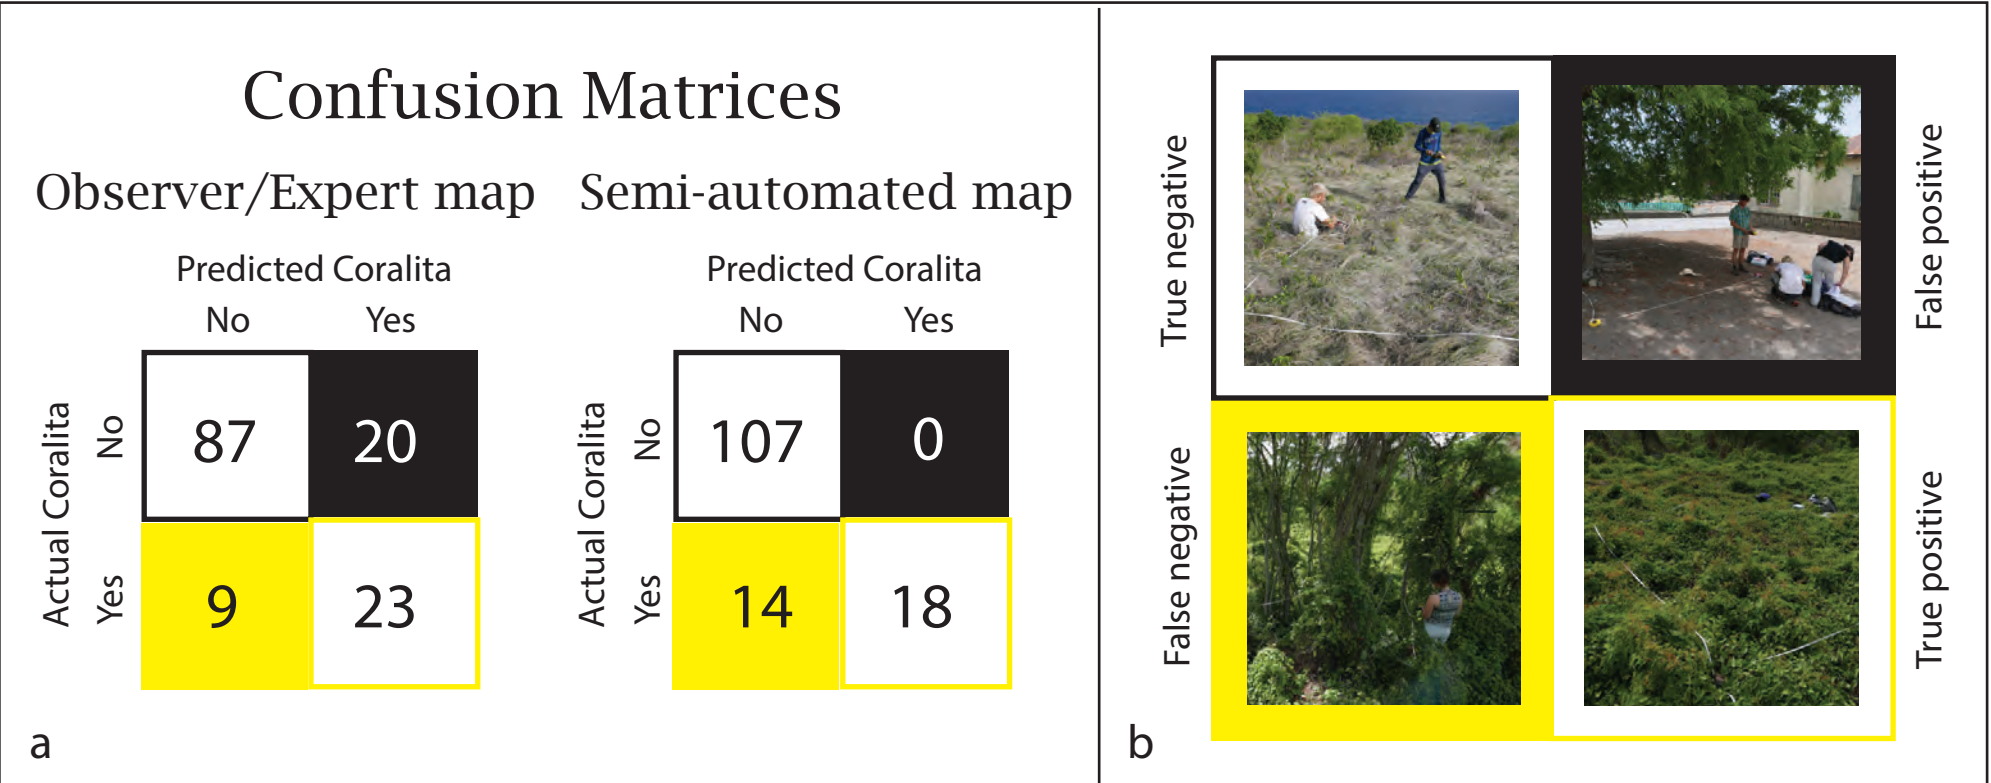 Confusion Matrices
Observer/Expert map
Predicted Coralita
No Yes
Actual Coralita
No
87 20
Yes
9 23
Semi-automated map
Predicted Coralita
No Yes
Actual Coralita
No
107 0
Yes
14 18
a
True negative
False positive
False negative
True positive
b